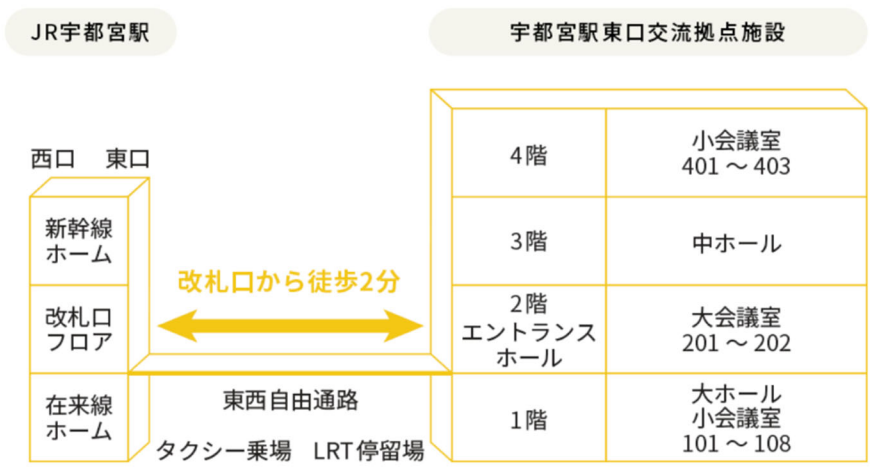 JR宇都宮駅
宇都宮駅東口交流拠点施設
西口 東口
新幹線
ホーム
改札口
フロア
在来線
ホーム
改札口から徒歩2分
東西自由通路
タクシー乗場 LRT停留場
4階
小会議室
401～403
3階
中ホール
2階
エントランス
ホール
大会議室
201～202
1階
大ホール
小会議室
101～108